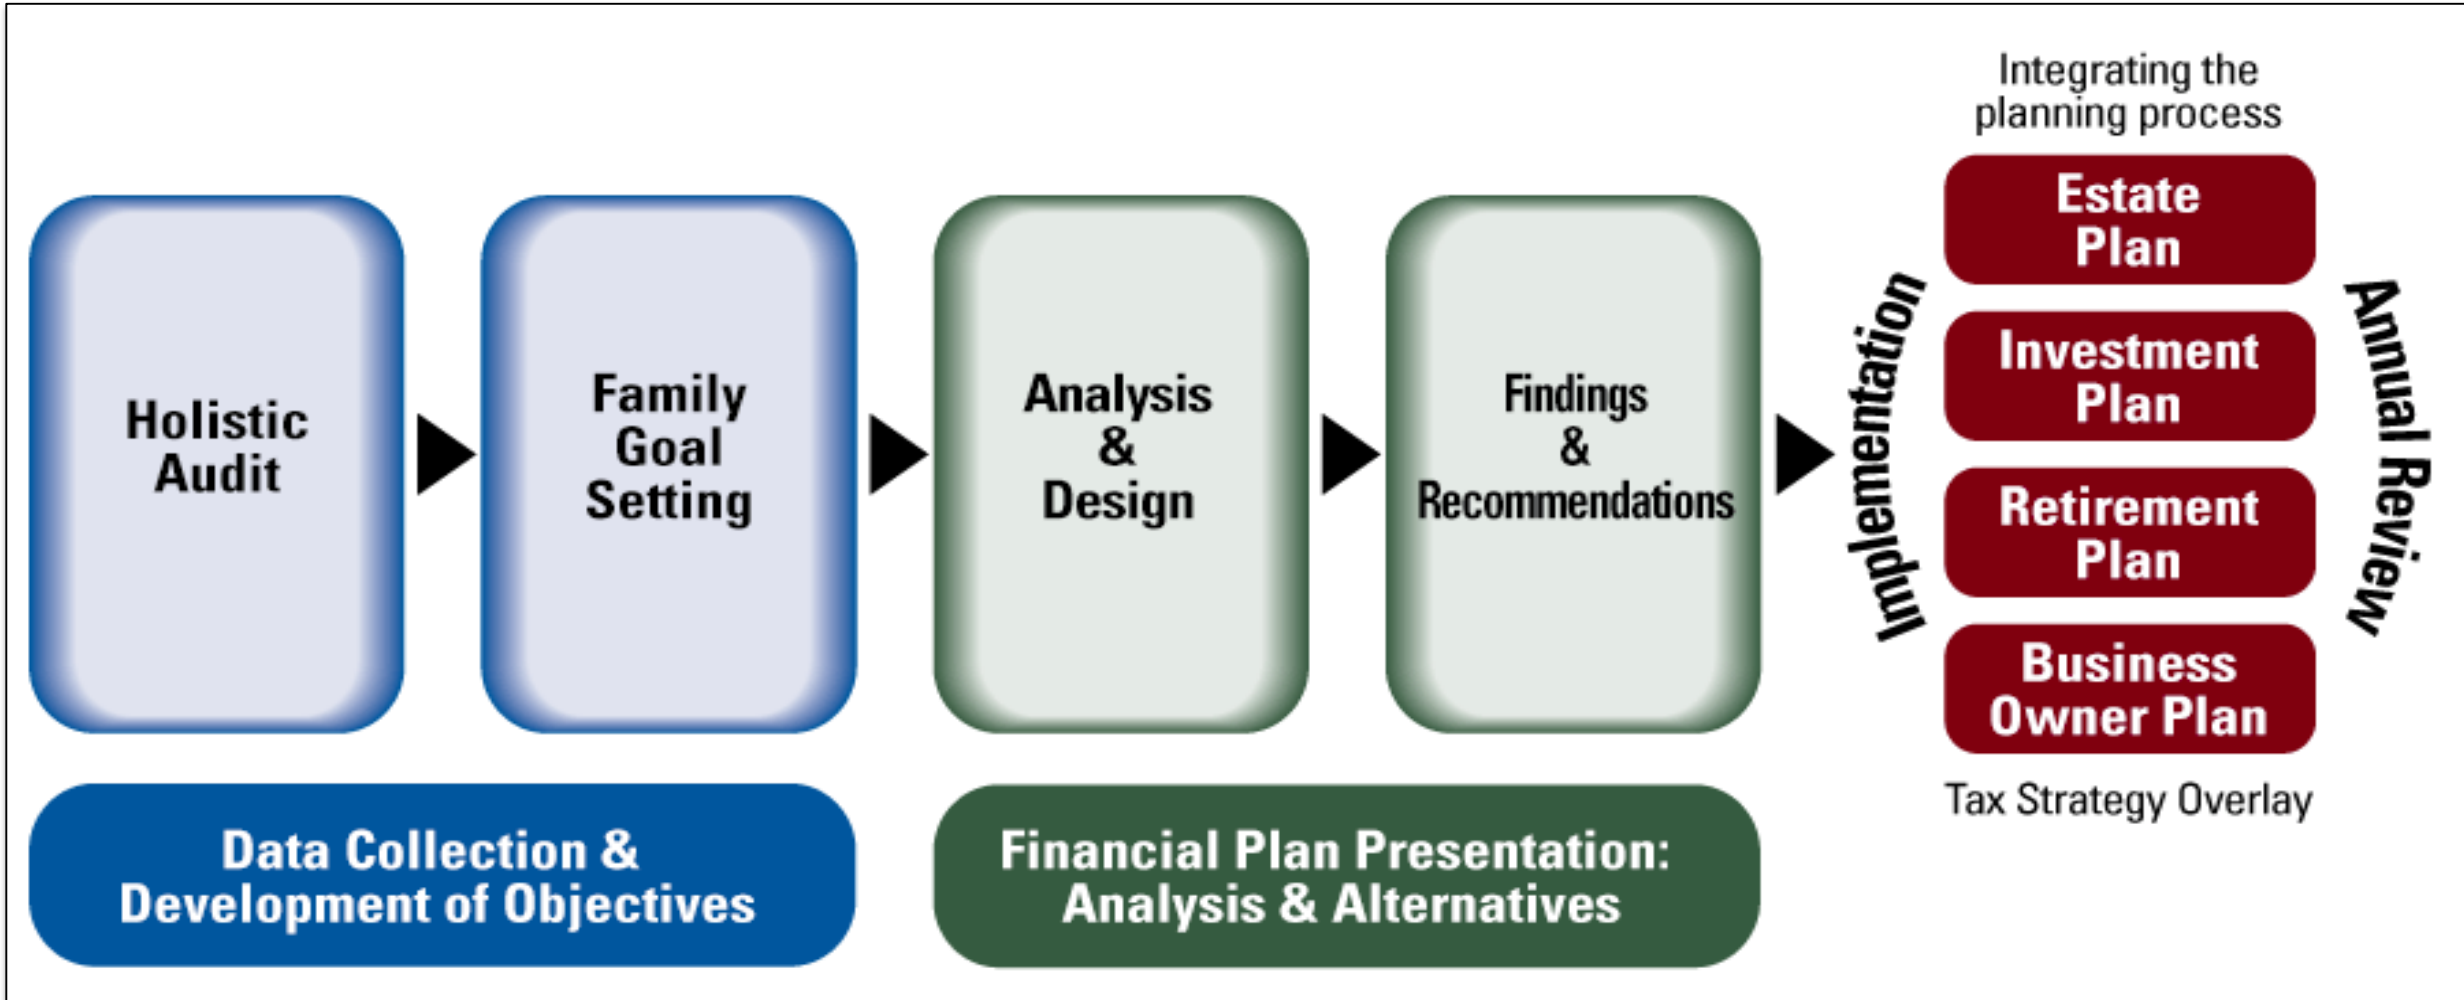 Holistic
Audit
Family
Goal
Setting
Analysis
&
Design
Findings
&
Recommendations
Data Collection &
Development of Objectives
Financial Plan Presentation:
Analysis & Alternatives
Implementation
Integrating the
planning process
Estate
Plan
Investment
Plan
Retirement
Plan
Business
Owner Plan
Tax Strategy Overlay
Annual Review